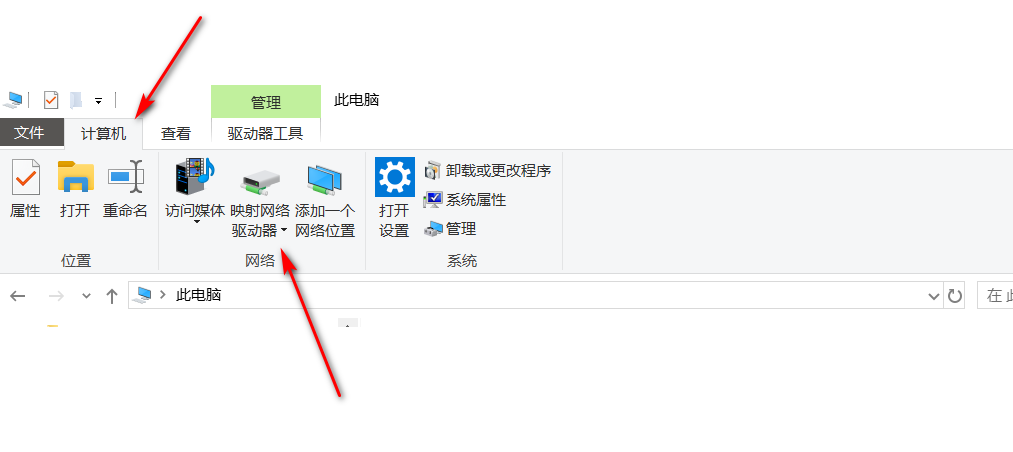 管理
此电脑
文件
计算机
查看
驱动器工具
属性
打开
重命名
访问媒体
映射网络
驱动器
添加一个
网络位置
打开
设置
卸载或更改程序
系统属性
管理
位置
网络
系统
此电脑
在 此